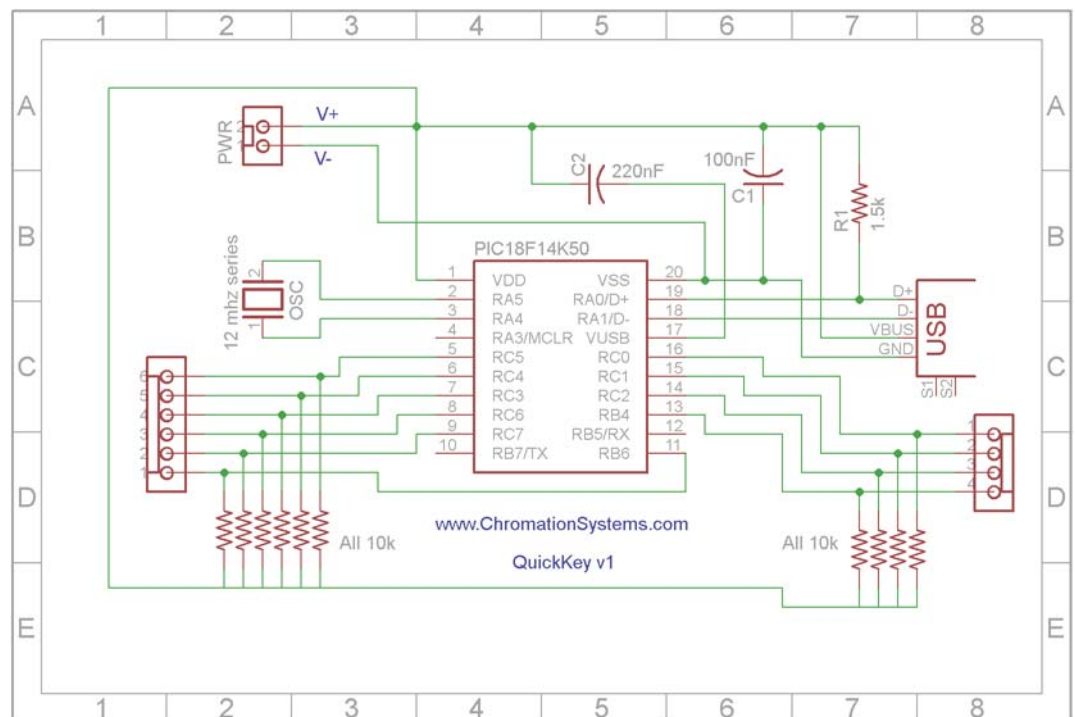 1 2 3 4 5 6 7 8
A A
V+
PWR
2
1
V-
C2
220nF
100nF
C1
R1
1.5k
B B
PIC18F14K50
12 mhz series
2
1
OSC
1 VDD VSS 20
2 RA5 RA0/D+ 19
3 RA4 RA1/D- 18
4 RA3/MCLR VUSB 17
5 RC5 RC0 16
6 RC4 RC1 15
7 RC3 RC2 14
8 RC6 RB4 13
9 RC7 RB5/RX 12
10 RB7/TX RB6 11
D+
D-
VBUS
GND
USB
S1
S2
C C
6
5
4
3
2
1
1
2
3
4
D D
www.ChromationSystems.com
All 10k
All 10k
QuickKey v1
E E
1 2 3 4 5 6 7 8